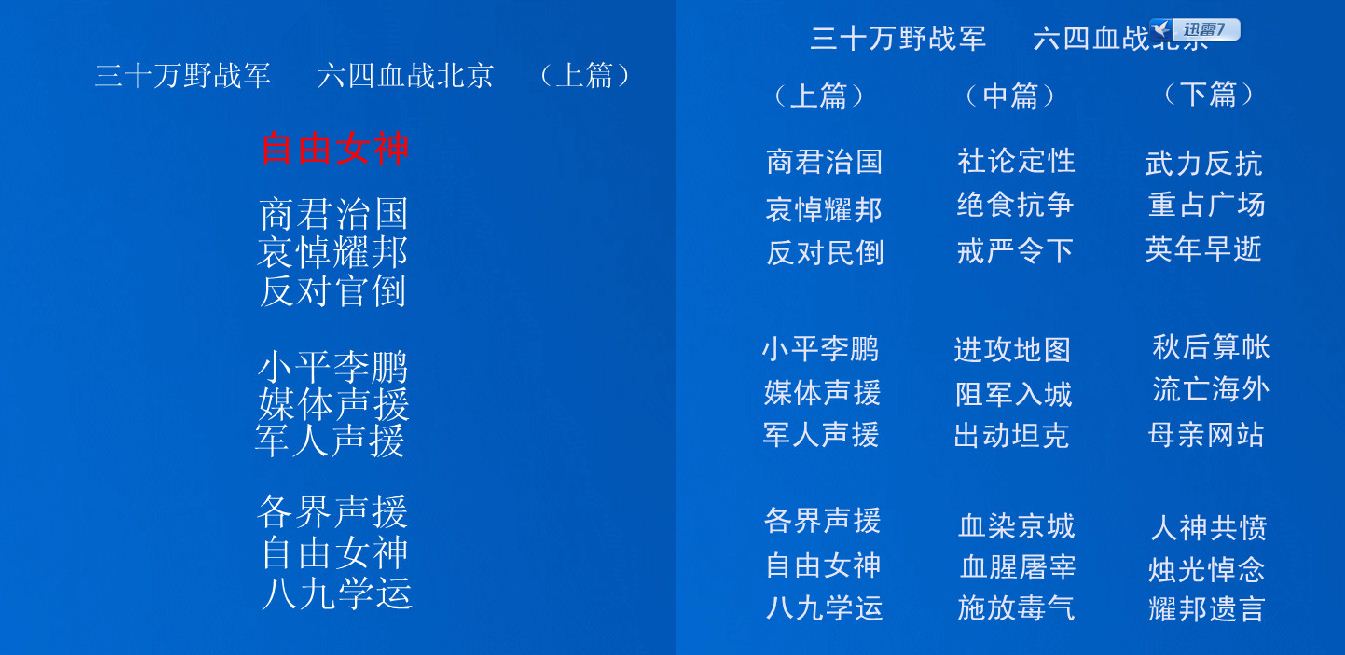 三十万野战军 六四血战北京 （上篇）
自由女神
商君治国
哀悼耀邦
反对官倒
小平李鹏
媒体声援
军人声援
各界声援
自由女神
八九学运
三十万野战军 六四血战北京
迅雷7
（上篇） （中篇） （下篇）
商君治国 社论定性 武力反抗
哀悼耀邦 绝食抗争 重占广场
反对民倒 戒严令下 英年早逝
小平李鹏 进攻地图 秋后算帐
媒体声援 阻军入城 流亡海外
军人声援 出动坦克 母亲网站
各界声援 血染京城 人神共愤
自由女神 血腥屠宰 烛光悼念
八九学运 施放毒气 耀邦遗言